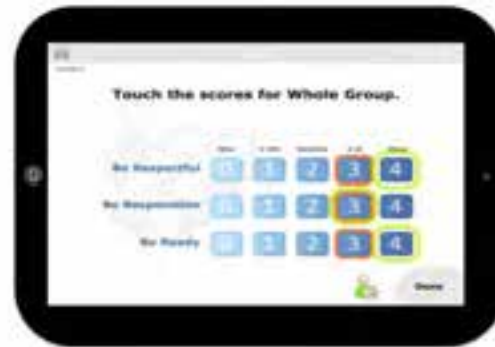 Touch the scores for Whole Group.
Be Respectful 0 1 2 3 4
Be Responsible 0 1 2 3 4
Be Ready 0 1 2 3 4
Done